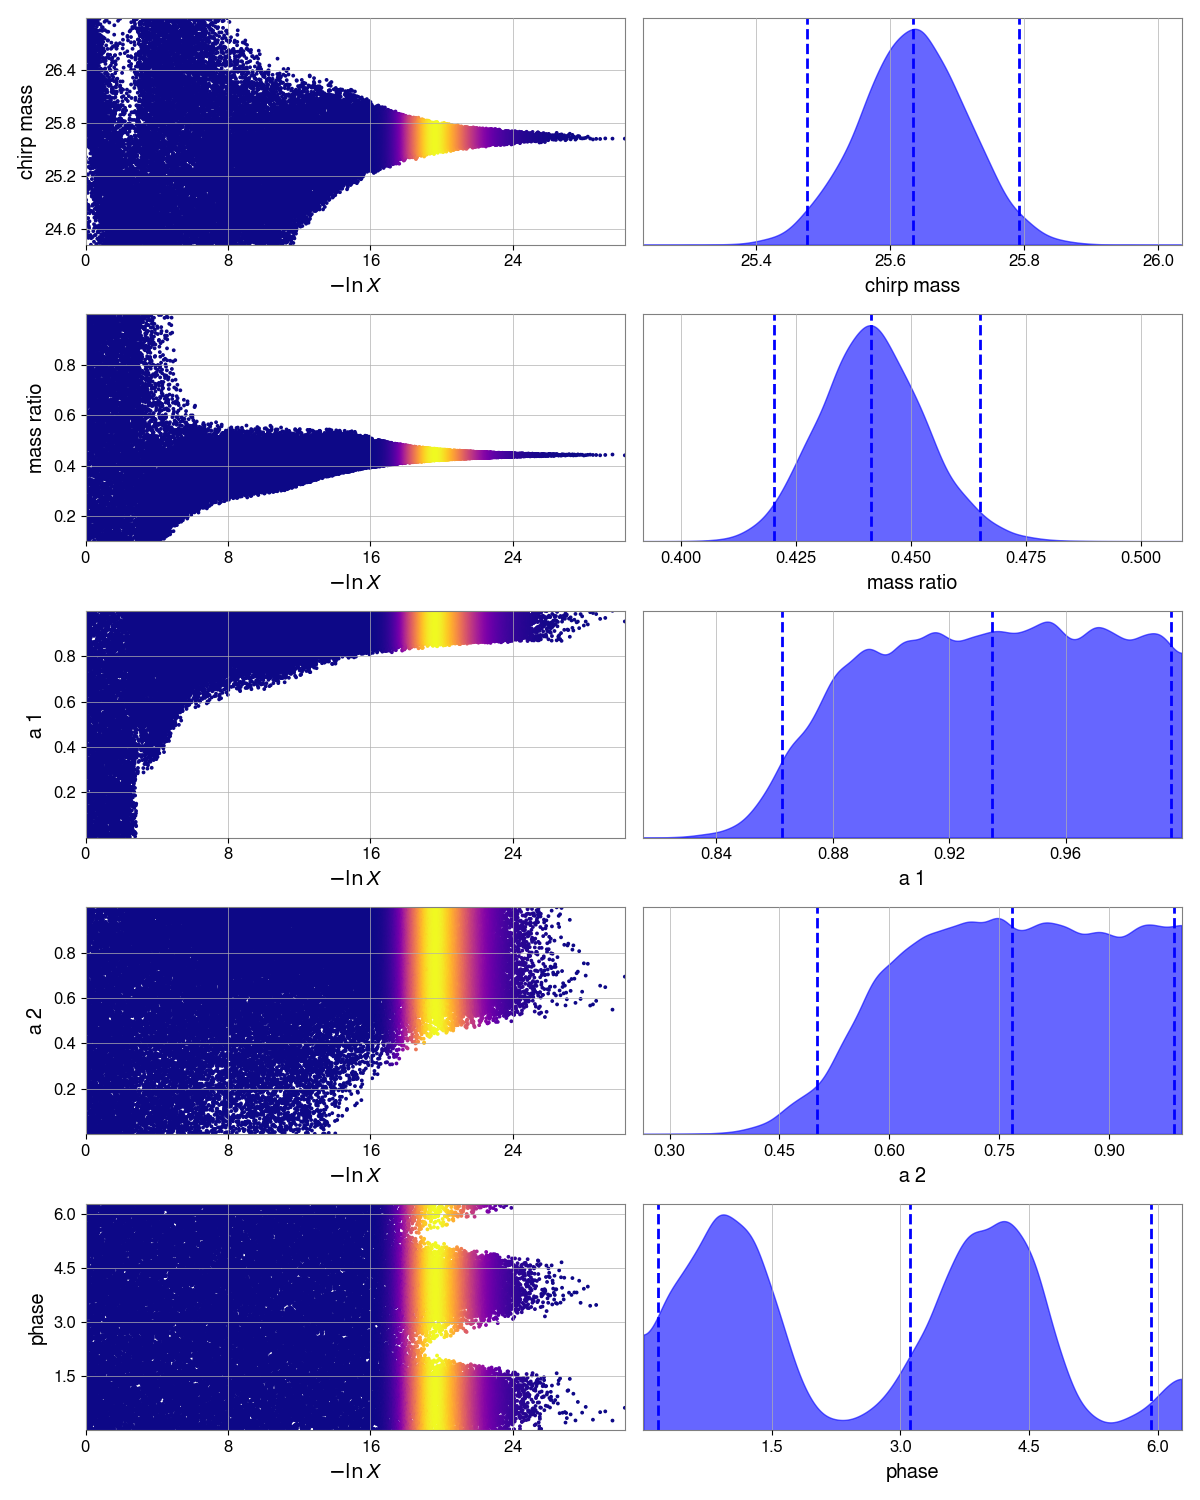 26.4
25.8
25.2
24.6
chirp mass
0 8 16 24
−ln X
25.4 25.6 25.8 26.0
chirp mass
0.8
0.6
0.4
0.2
mass ratio
0 8 16 24
−ln X
0.400 0.425 0.450 0.475 0.500
mass ratio
0.8
0.6
0.4
0.2
a 1
0 8 16 24
−ln X
0.84 0.88 0.92 0.96
a 1
0.8
0.6
0.4
0.2
a 2
0 8 16 24
−ln X
0.30 0.45 0.60 0.75 0.90
a 2
6.0
4.5
3.0
1.5
phase
0 8 16 24
−ln X
1.5 3.0 4.5 6.0
phase